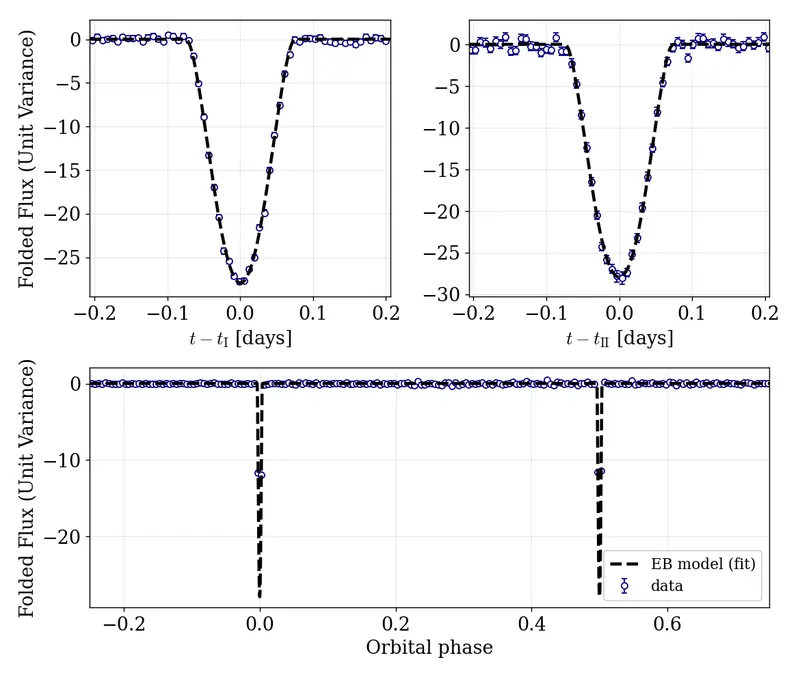 Folded Flux (Unit Variance)
0
−5
−10
−15
−20
−25
−0.2 −0.1 0.0 0.1 0.2
t − tI [days]
0
−5
−10
−15
−20
−25
−30
−0.2 −0.1 0.0 0.1 0.2
t − tII [days]
Folded Flux (Unit Variance)
0
−10
−20
−0.2 0.0 0.2 0.4 0.6
Orbital phase
EB model (fit)
data